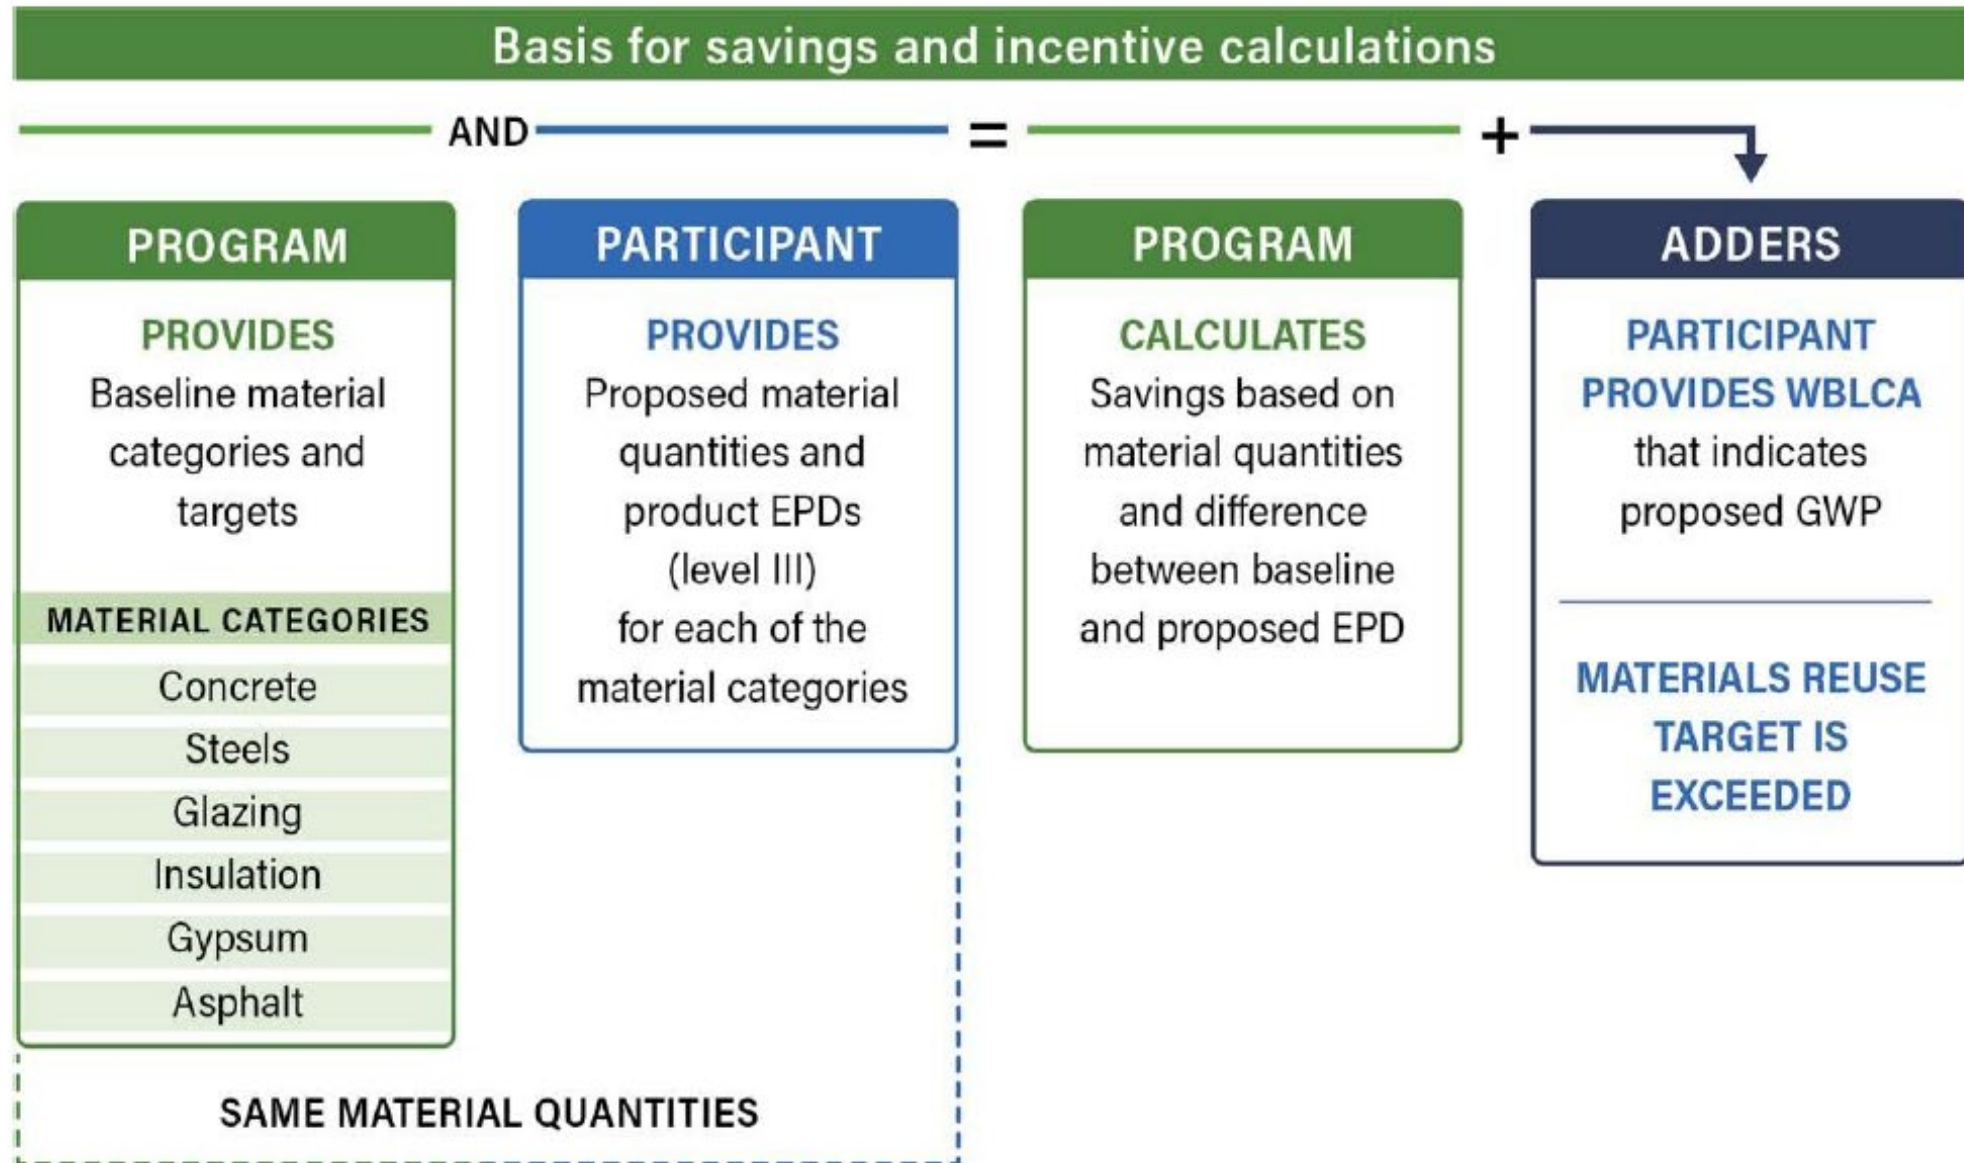 Basis for savings and incentive calculations
AND
=
+
PROGRAM
PROVIDES
Baseline material
categories and
targets
MATERIAL CATEGORIES
Concrete
Steels
Glazing
Insulation
Gypsum
Asphalt
PARTICIPANT
PROVIDES
Proposed material
quantities and
product EPDs
(level III)
for each of the
material categories
SAME MATERIAL QUANTITIES
PROGRAM
CALCULATES
Savings based on
material quantities
and difference
between baseline
and proposed EPD
ADDERS
PARTICIPANT
PROVIDES WBLCA
that indicates
proposed GWP
MATERIALS REUSE
TARGET IS
EXCEEDED